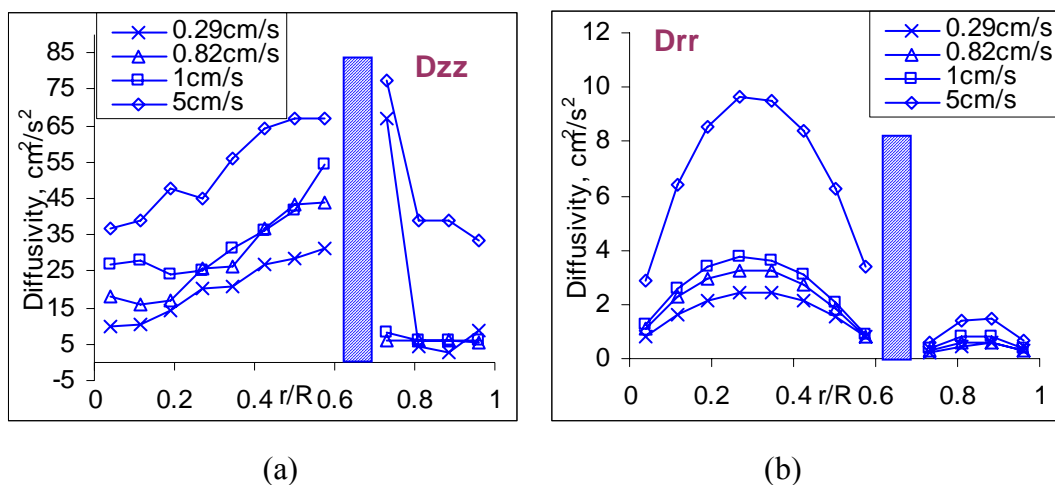 0.29cm/s
0.82cm/s
1cm/s
5cm/s
Dzz
Diffusivity, cm²/s²
85
75
65
55
45
35
25
15
5
-5
0 0.2 0.4 r/R 0.6 0.8 1
(a)
0.29cm/s
0.82cm/s
1cm/s
5cm/s
Drr
Diffusivity, cm²/s²
12
10
8
6
4
2
0
0 0.2 0.4 r/R 0.6 0.8 1
(b)